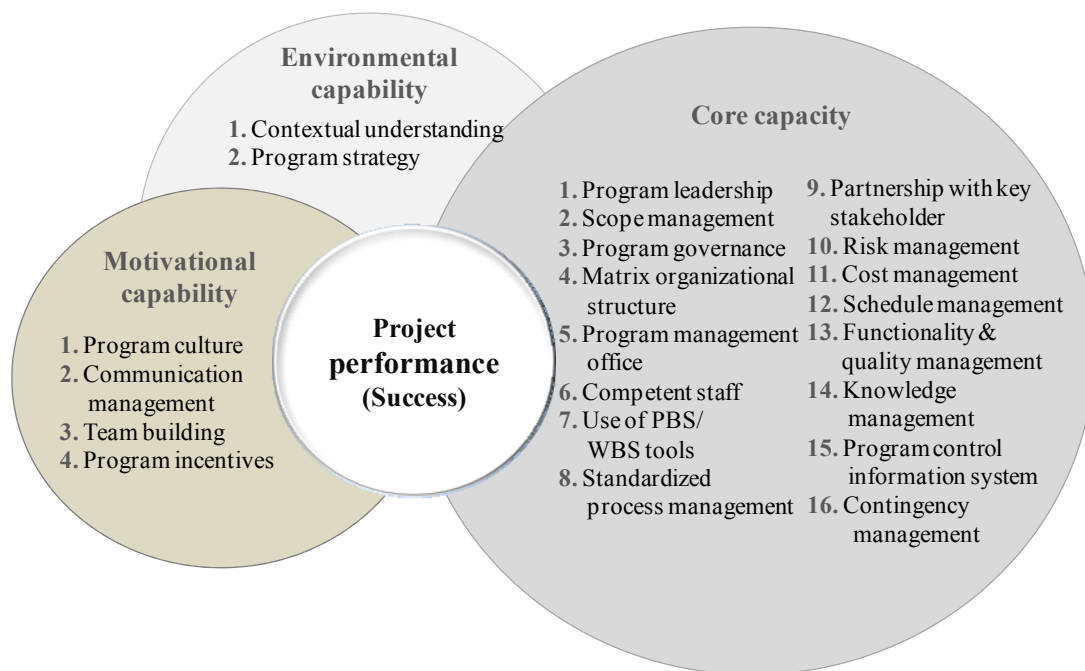 Environmental
capability
1. Contextual understanding
2. Program strategy
Motivational
capability
1. Program culture
2. Communication
management
3. Team building
4. Program incentives
Project
performance
(Success)
Core capacity
1. Program leadership
2. Scope management
3. Program governance
4. Matrix organizational
structure
5. Program management
office
6. Competent staff
7. Use of PBS/
WBS tools
8. Standardized
process management
9. Partnership with key
stakeholder
10. Risk management
11. Cost management
12. Schedule management
13. Functionality &
quality management
14. Knowledge
management
15. Program control
information system
16. Contingency
management